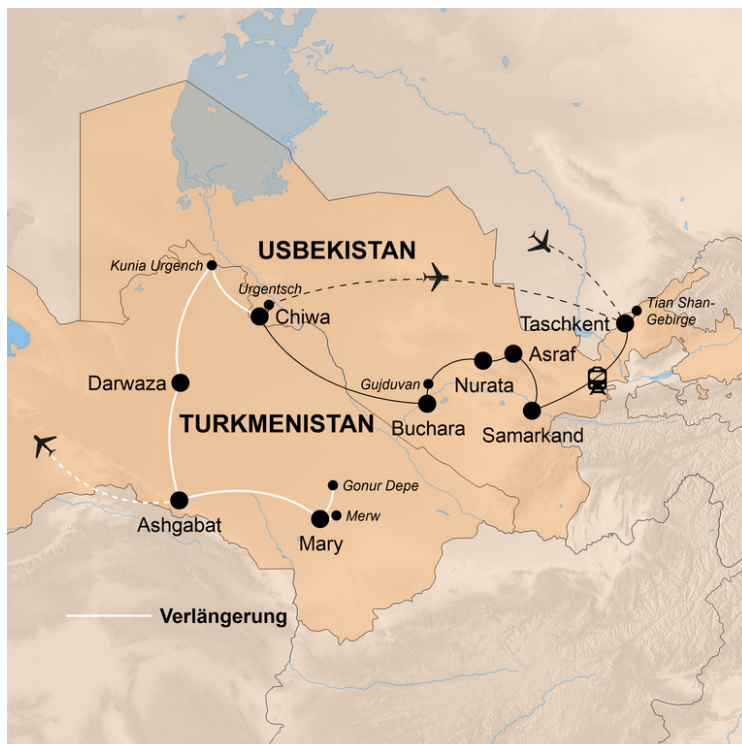 USBEKISTAN
Kunia Urgench
Urgentsch
Chiwa
Tian Shan-
Gebirge
Taschkent
Asraf
Nurata
Darwaza
Gujduvan
Buchara
Samarkand
TURKMENISTAN
Gonur Depe
Ashgabat
Merw
Mary
Verlängerung